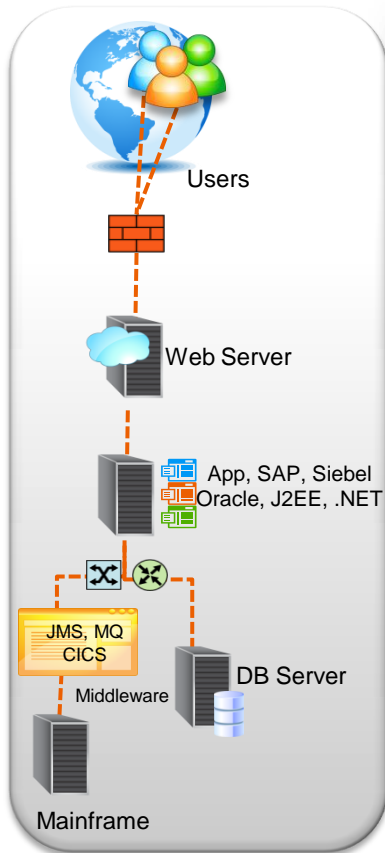 Users
Web Server
App, SAP, Siebel
Oracle, J2EE, .NET
JMS, MQ
CICS
Middleware
DB Server
Mainframe